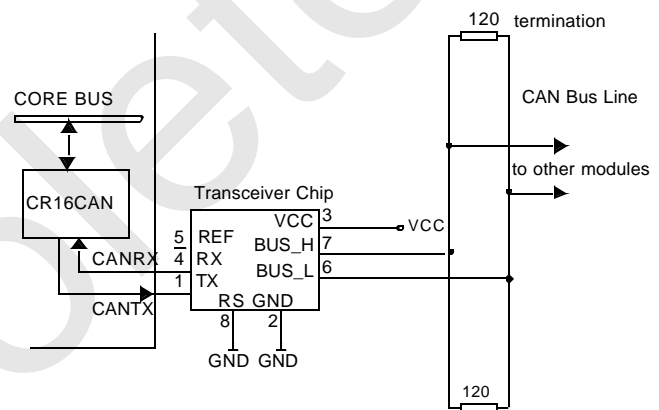 120 termination
CORE BUS
CAN Bus Line
to other modules
CR16CAN
Transceiver Chip
VCC 3 VCC
5 REF BUS_H 7
CANRX 4 RX BUS_L 6
1 TX
CANTX RS GND
8 2
GND GND
120
olete